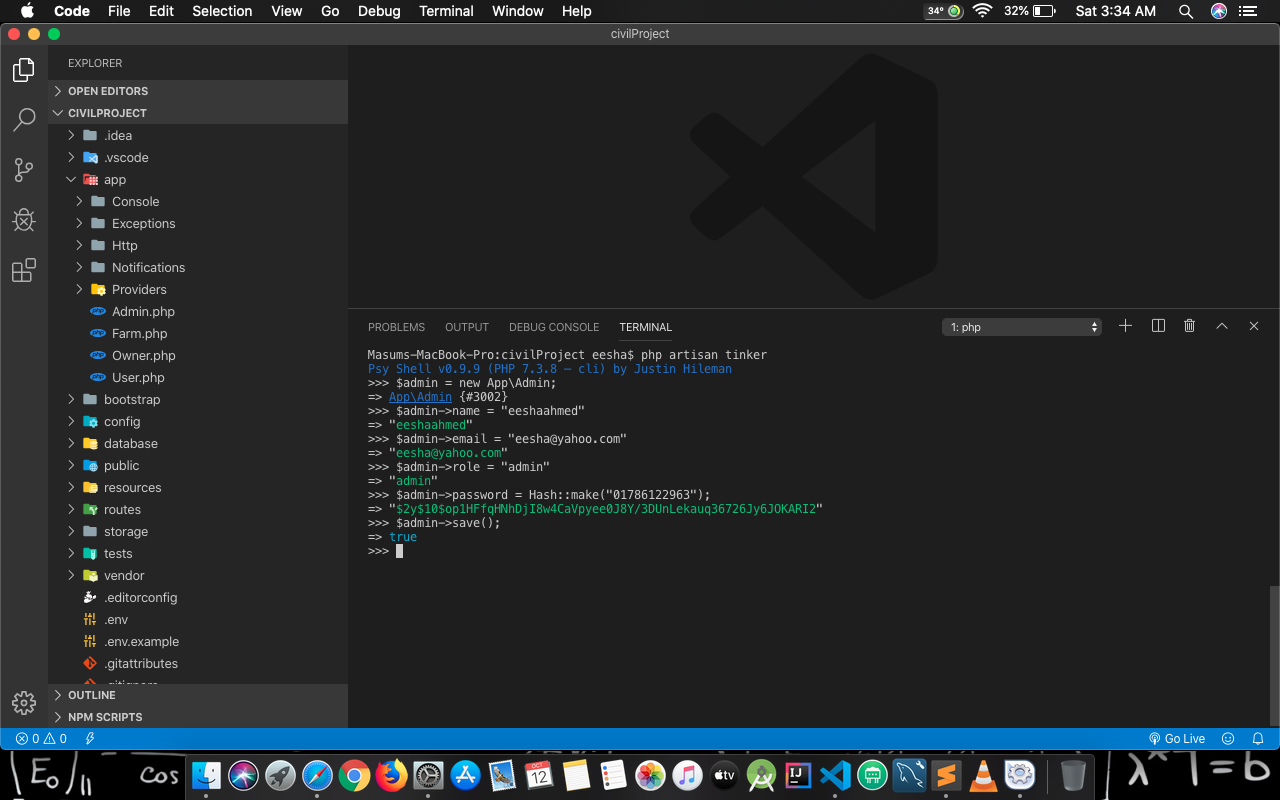 Code File Edit Selection View Go Debug Terminal Window Help 34° 32% Sat 3:34 AM
civilProject
EXPLORER
OPEN EDITORS
CIVILPROJECT
.idea
.vscode
app
Console
Exceptions
Http
Notifications
Providers
Admin.php
Farm.php
Owner.php
User.php
bootstrap
config
database
public
resources
routes
storage
tests
vendor
.editorconfig
.env
.env.example
.gitattributes
.gitignore
OUTLINE
NPM SCRIPTS
PROBLEMS OUTPUT DEBUG CONSOLE TERMINAL 1: php
Masums-MacBook-Pro:civilProject eesha$ php artisan tinker
Psy Shell v0.9.9 (PHP 7.3.8 — cli) by Justin Hileman
>>> $admin = new App\Admin;
=> App\Admin {#3002}
>>> $admin->name = "eeshaahmed"
=> "eeshaahmed"
>>> $admin->email = "eesha@yahoo.com"
=> "eesha@yahoo.com"
>>> $admin->role = "admin"
=> "admin"
>>> $admin->password = Hash::make("01786122963");
=> "$2y$10$op1HFfqHNhDjI8w4CaVpyee0J8Y/3DUnLekauq36726Jy6JOKARI2"
>>> $admin->save();
=> true
>>>
0 0 Go Live
cos
OCT
12
tv
IJ